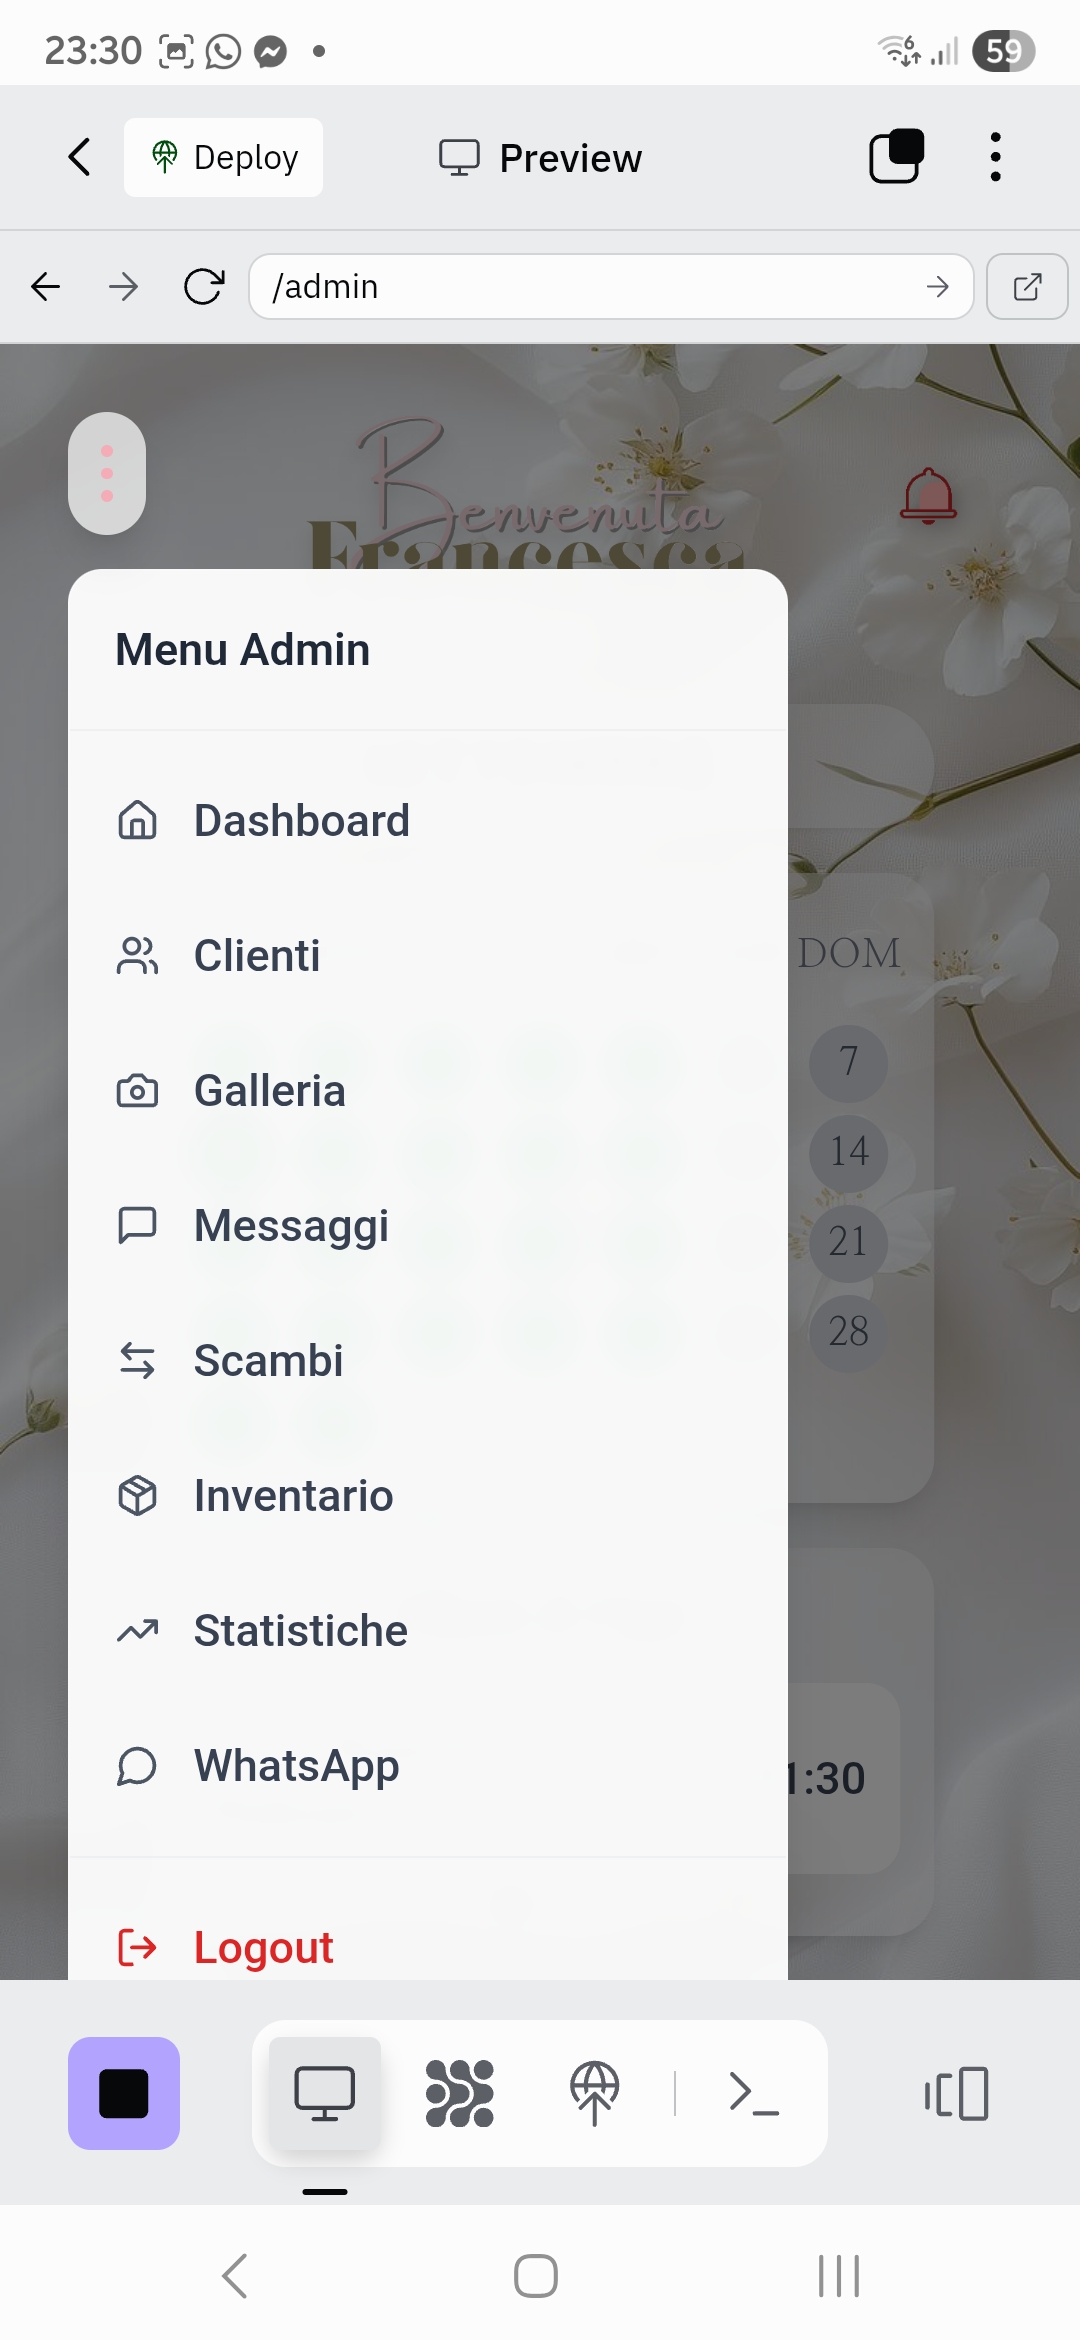 23:30
6
59
Deploy
Preview
/admin
Benvenuta
Francesca
Menu Admin
Dashboard
Clienti
DOM
7
Galleria
14
Messaggi
21
28
Scambi
Inventario
Statistiche
WhatsApp
1:30
Logout